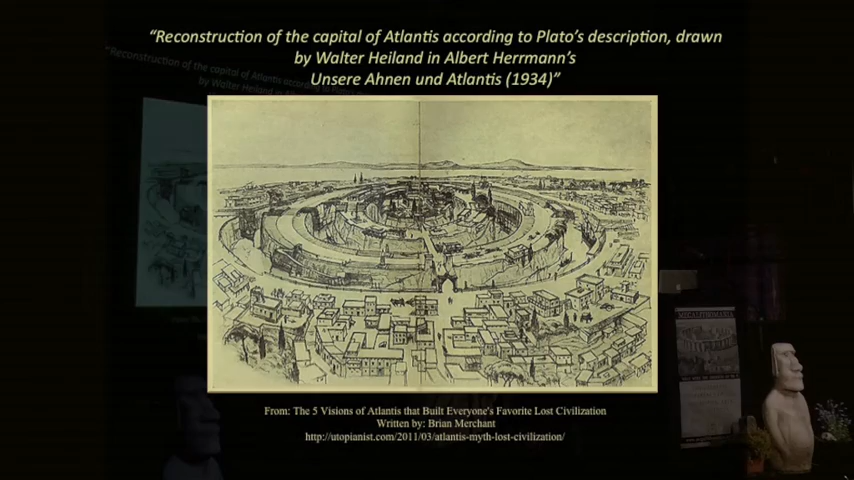 “Reconstruction of the capital of Atlantis according to Plato’s description, drawn
by Walter Heiland in Albert Herrmann’s
Unsere Ahnen und Atlantis (1934)”
From: The 5 Visions of Atlantis that Built Everyone's Favorite Lost Civilization
Written by: Brian Merchant
http://utopianist.com/2011/03/atlantis-myth-lost-civilization/
MEGALITHOMANIA